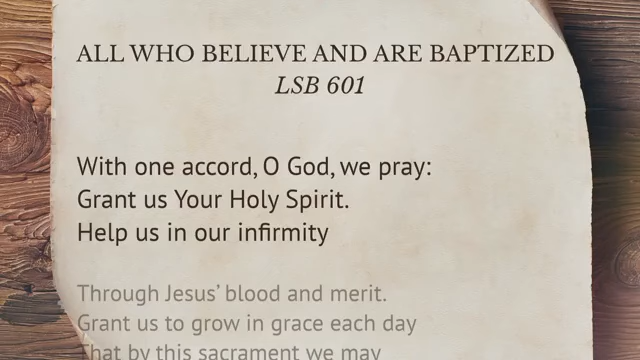 ALL WHO BELIEVE AND ARE BAPTIZED
LSB 601
With one accord, O God, we pray:
Grant us Your Holy Spirit.
Help us in our infirmity
Through Jesus’ blood and merit.
Grant us to grow in grace each day
That by this sacrament we may